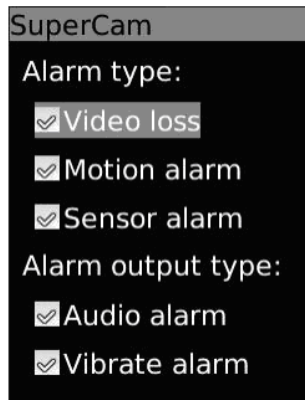 SuperCam
Alarm type:
Video loss
Motion alarm
Sensor alarm
Alarm output type:
Audio alarm
Vibrate alarm